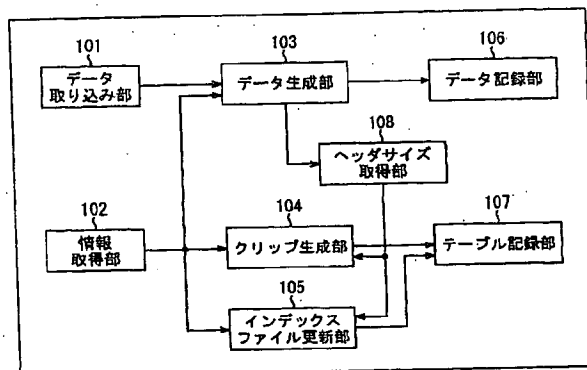 101
データ
取り込み部
103
データ生成部
106
データ記録部
108
ヘッダサイズ
取得部
102
情報
取得部
104
クリップ生成部
107
テーブル記録部
105
インデックス
ファイル更新部